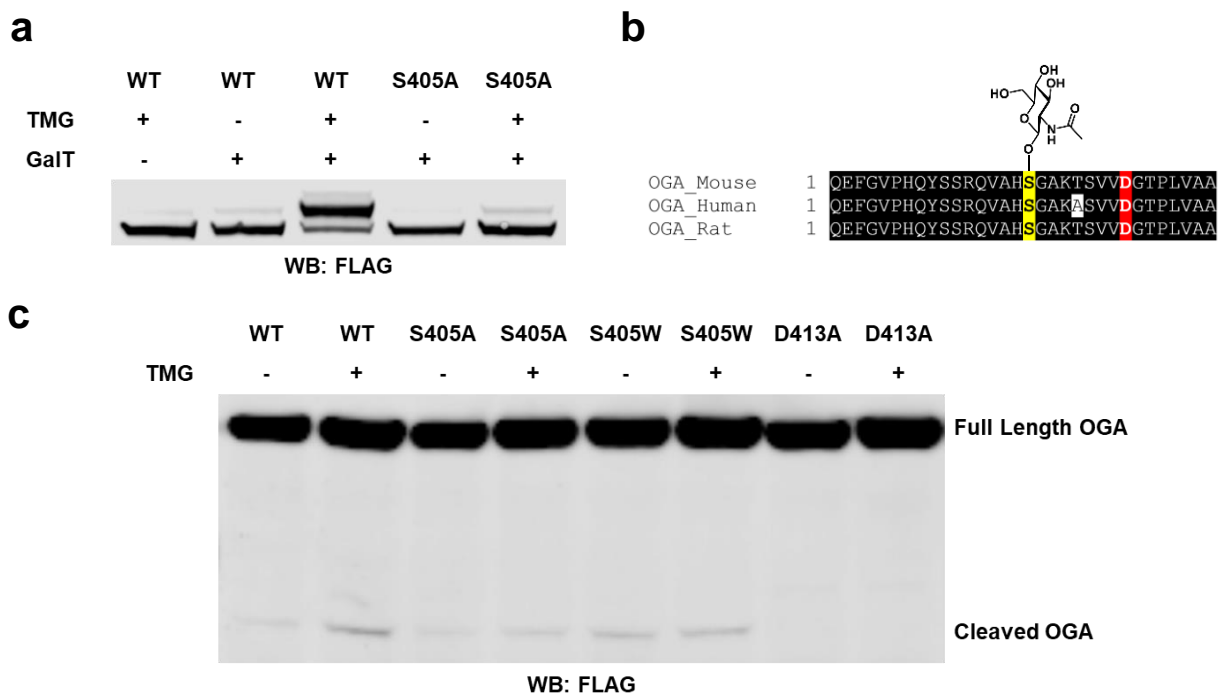 a
WT WT WT S405A S405A
TMG + - + - +
GalT - + + + +
WB: FLAG
b
OH
OH
HO
O
O
N
H
O
OGA_Mouse 1 QEFGVPHQYSSRQVAHSGAKTSVVDGTPLVAA
OGA_Human 1 QEFGVPHQYSSRQVAHSGAKASVVDGTPLVAA
OGA_Rat 1 QEFGVPHQYSSRQVAHSGAKTSVVDGTPLVAA
c
WT WT S405A S405A S405W S405W D413A D413A
TMG - + - + - + - +
Full Length OGA
Cleaved OGA
WB: FLAG